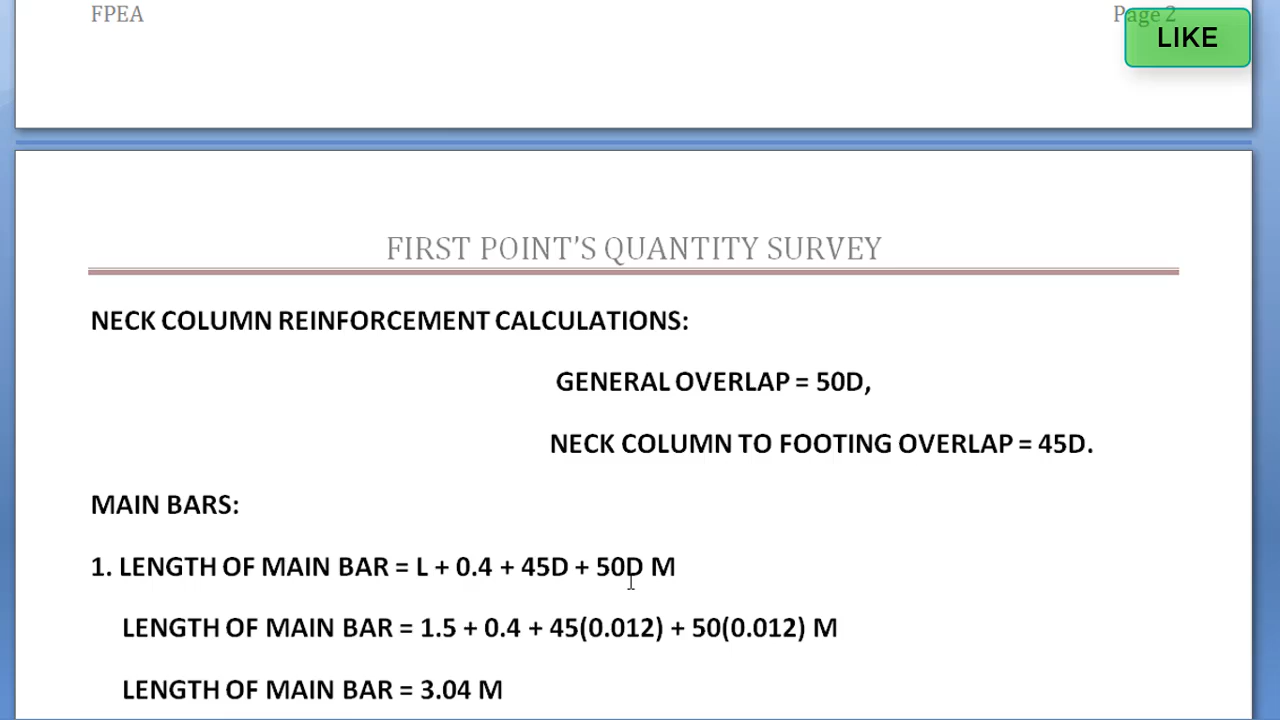 FPEA
Page 2
LIKE
FIRST POINT'S QUANTITY SURVEY
NECK COLUMN REINFORCEMENT CALCULATIONS:
GENERAL OVERLAP = 50D,
NECK COLUMN TO FOOTING OVERLAP = 45D.
MAIN BARS:
1. LENGTH OF MAIN BAR = L + 0.4 + 45D + 50D M
LENGTH OF MAIN BAR = 1.5 + 0.4 + 45(0.012) + 50(0.012) M
LENGTH OF MAIN BAR = 3.04 M